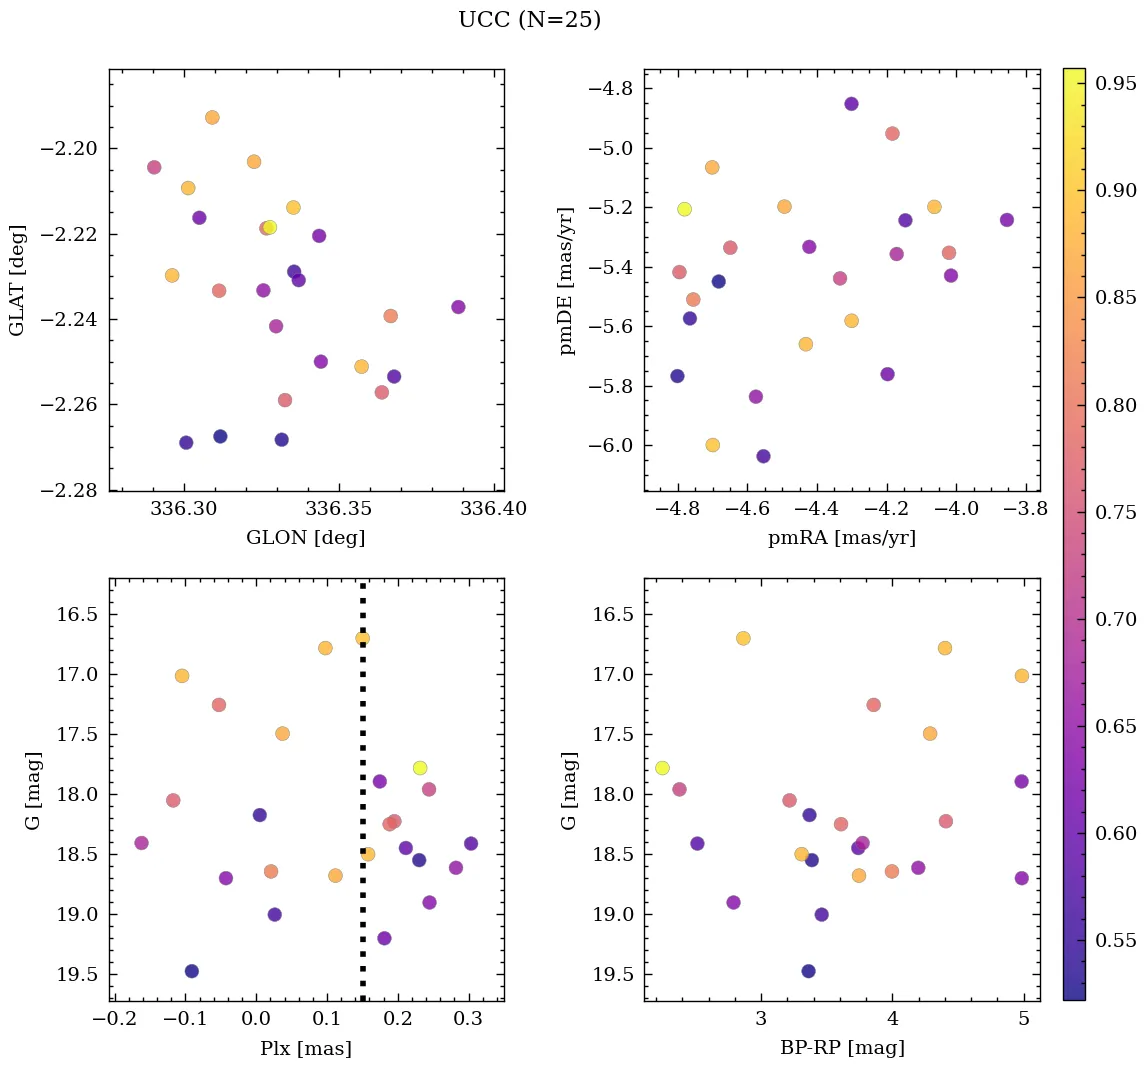 UCC (N=25)
−2.20
−2.22
−2.24
−2.26
−2.28
GLAT [deg]
336.30 336.35 336.40
GLON [deg]
−4.8
−5.0
−5.2
−5.4
−5.6
−5.8
−6.0
pmDE [mas/yr]
−4.8 −4.6 −4.4 −4.2 −4.0 −3.8
pmRA [mas/yr]
16.5
17.0
17.5
18.0
18.5
19.0
19.5
G [mag]
−0.2 −0.1 0.0 0.1 0.2 0.3
Plx [mas]
16.5
17.0
17.5
18.0
18.5
19.0
19.5
G [mag]
3 4 5
BP-RP [mag]
0.95
0.90
0.85
0.80
0.75
0.70
0.65
0.60
0.55